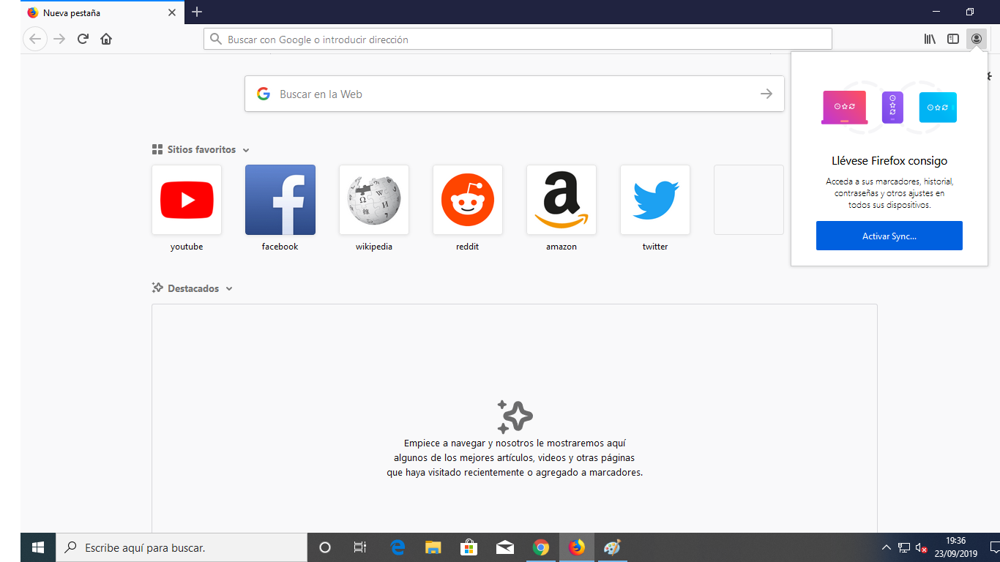 Nueva pestaña
Buscar con Google o introducir dirección
Buscar en la Web
Llévese Firefox consigo
Acceda a sus marcadores, historial,
contraseñas y otros ajustes en
todos sus dispositivos.
Activar Sync...
Sitios favoritos
youtube
facebook
wikipedia
reddit
amazon
twitter
Destacados
Empiece a navegar y nosotros le mostraremos aquí
algunos de los mejores artículos, videos y otras páginas
que haya visitado recientemente o agregado a marcadores.
Escribe aquí para buscar.
19:36
23/09/2019